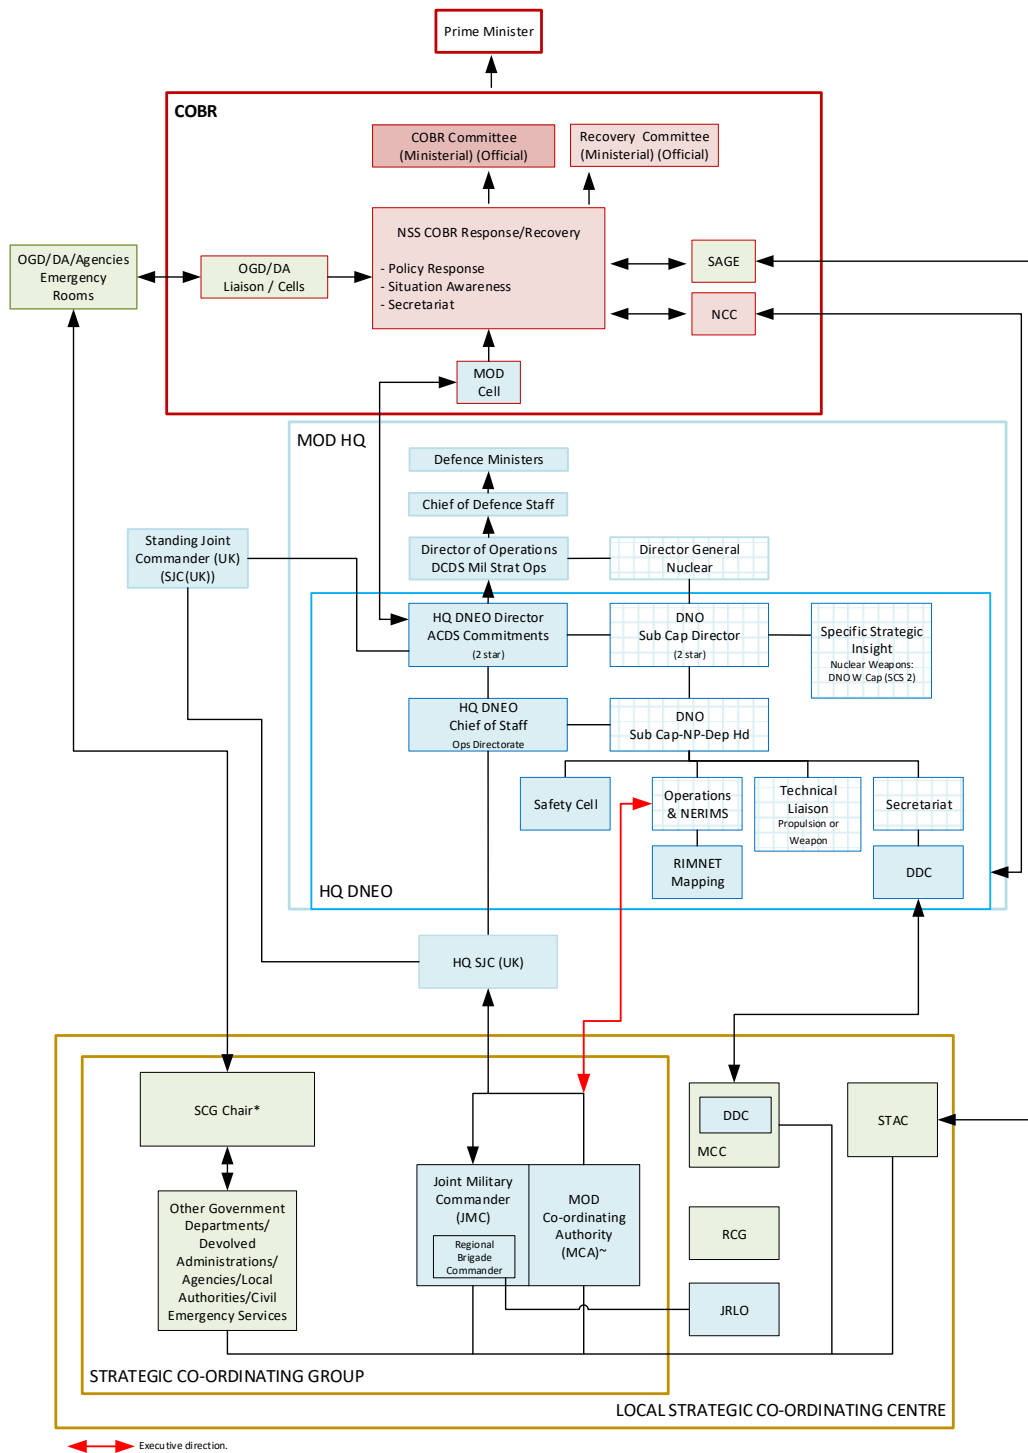 Prime Minister
COBR
COBR Committee
(Ministerial) (Official)
Recovery Committee
(Ministerial) (Official)
NSS COBR Response/Recovery
- Policy Response
- Situation Awareness
- Secretariat
OGD/DA/Agencies
Emergency
Rooms
OGD/DA
Liaison / Cells
SAGE
NCC
MOD
Cell
MOD HQ
Defence Ministers
Chief of Defence Staff
Director of Operations
DCDS Mil Strat Ops
Director General
Nuclear
Standing Joint
Commander (UK)
(SJC(UK))
HQ DNEO Director
ACDS Commitments
(2 star)
DNO
Sub Cap Director
(2 star)
Specific Strategic
Insight
Nuclear Weapons:
DNO W Cap (SCS 2)
HQ DNEO
Chief of Staff
Ops Directorate
DNO
Sub Cap-NP-Dep Hd
Safety Cell
Operations
& NERIMS
Technical
Liaison
Propulsion or
Weapon
Secretariat
RIMNET
Mapping
DDC
HQ DNEO
HQ SJC (UK)
SCG Chair*
DDC
MCC
STAC
Other Government
Departments/
Devolved
Administrations/
Agencies/Local
Authorities/Civil
Emergency Services
Joint Military
Commander
(JMC)
Regional
Brigade
Commander
MOD
Co-ordinating
Authority
(MCA)~
RCG
JRLO
STRATEGIC CO-ORDINATING GROUP
LOCAL STRATEGIC CO-ORDINATING CENTRE
Executive direction.